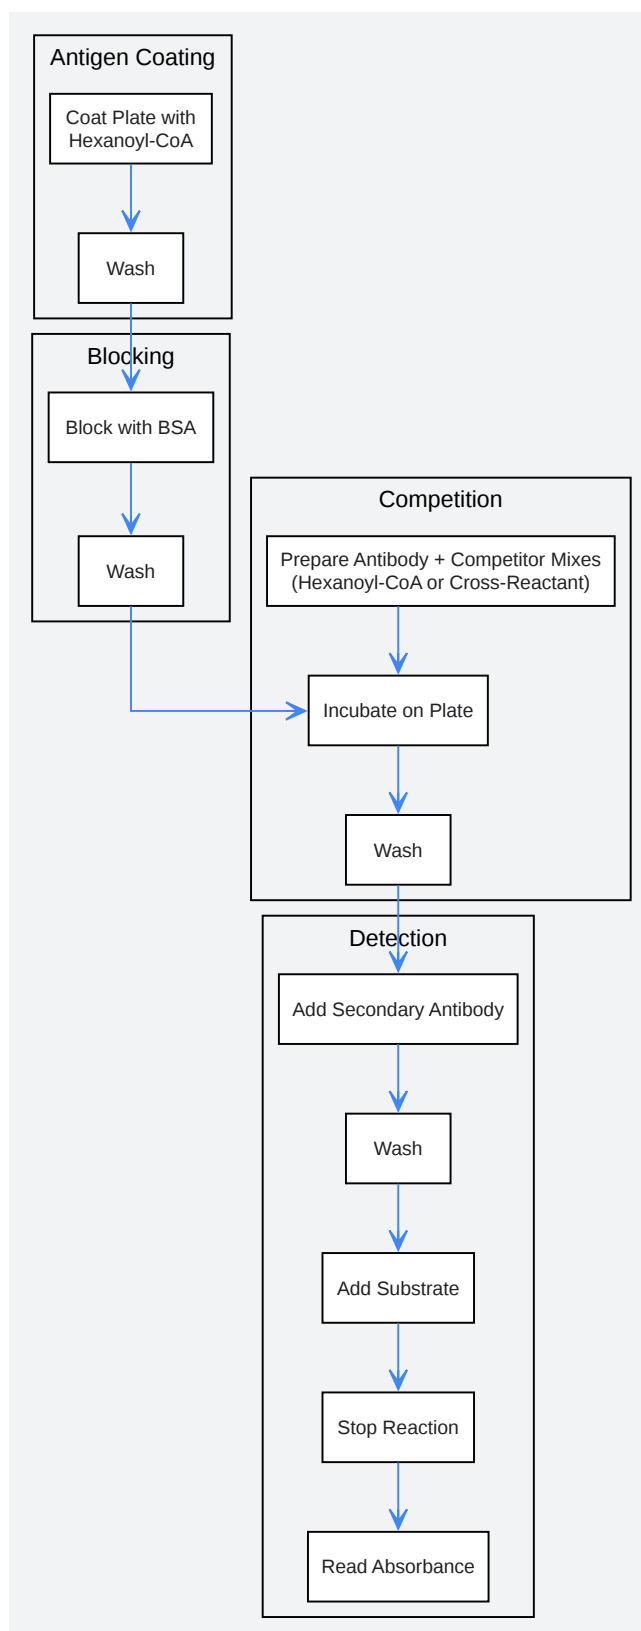 Antigen Coating
Coat Plate with
Hexanoyl-CoA
Wash
Blocking
Block with BSA
Wash
Competition
Prepare Antibody + Competitor Mixes
(Hexanoyl-CoA or Cross-Reactant)
Incubate on Plate
Wash
Detection
Add Secondary Antibody
Wash
Add Substrate
Stop Reaction
Read Absorbance